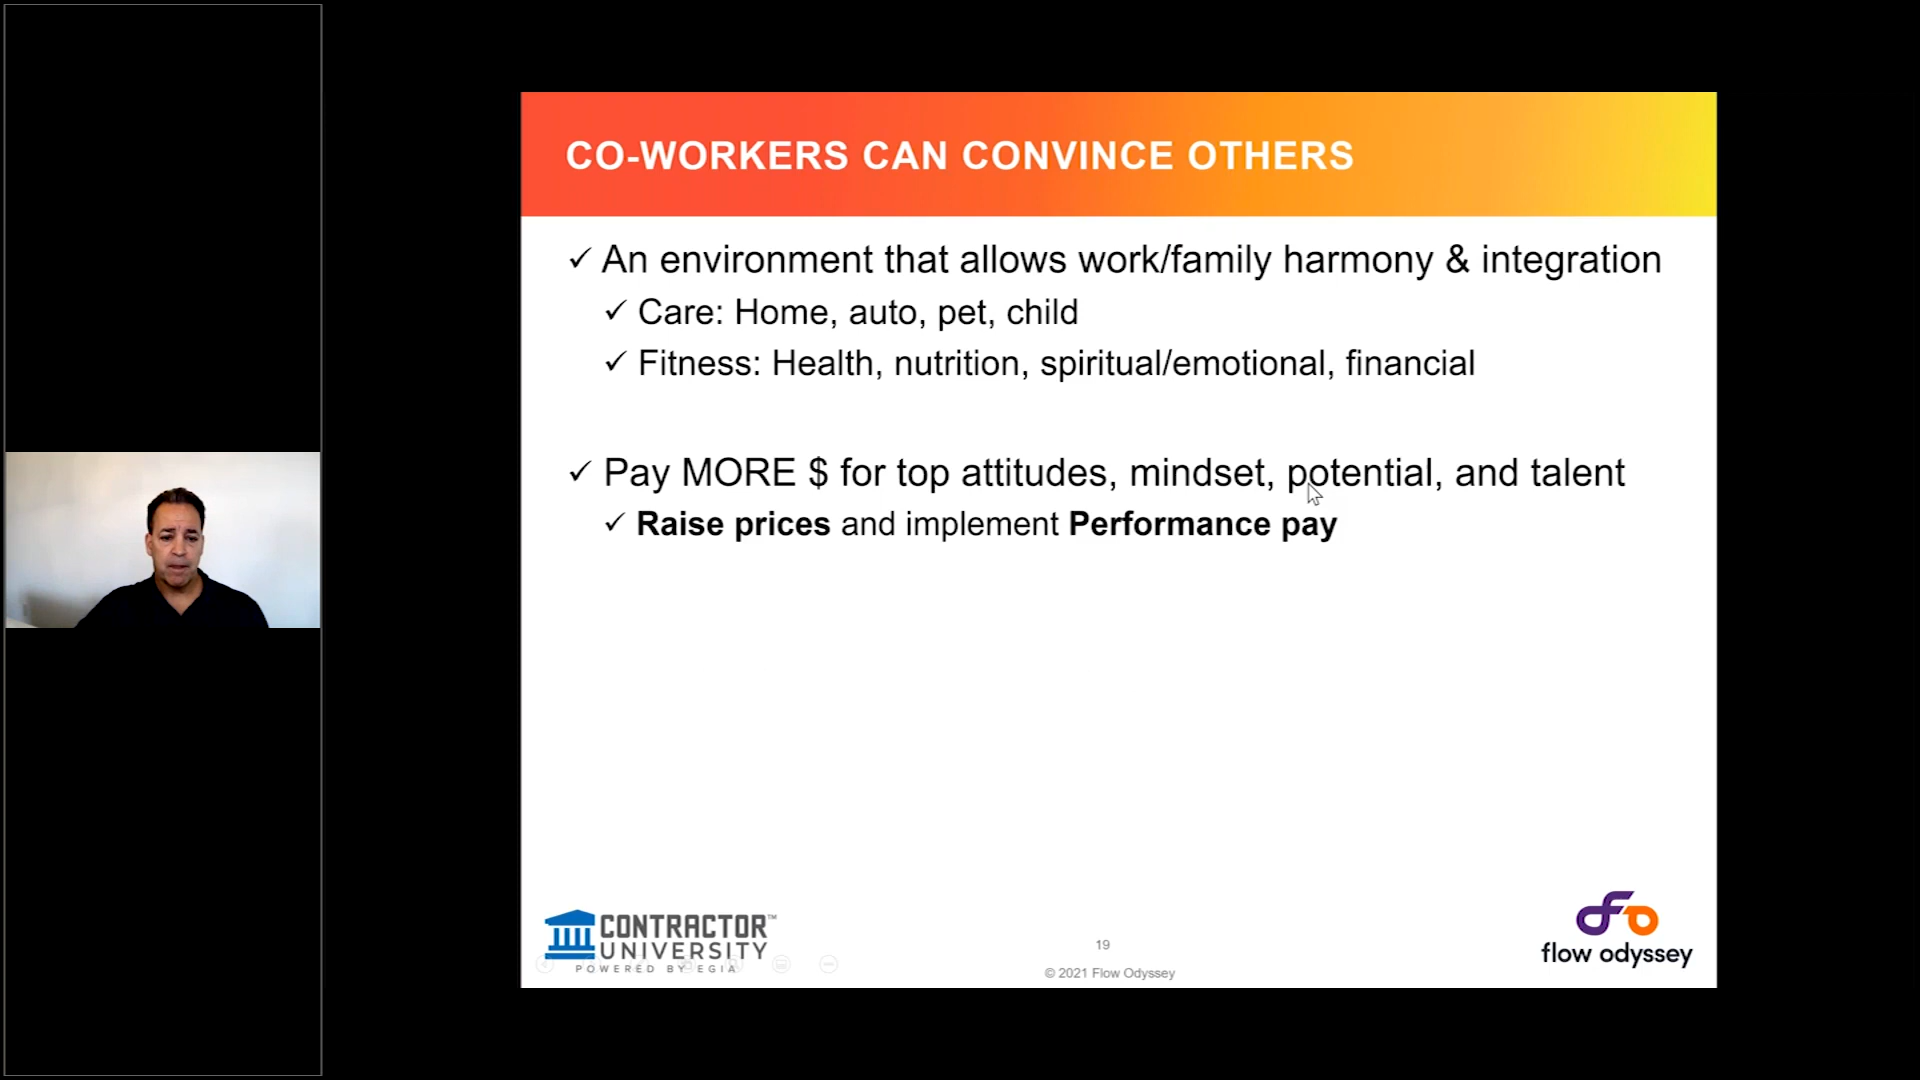 CO-WORKERS CAN CONVINCE OTHERS
An environment that allows work/family harmony & integration
Care: Home, auto, pet, child
Fitness: Health, nutrition, spiritual/emotional, financial
Pay MORE $ for top attitudes, mindset, potential, and talent
Raise prices and implement Performance pay
CONTRACTOR™
UNIVERSITY
POWERED BY EGIA
19
© 2021 Flow Odyssey
flow odyssey